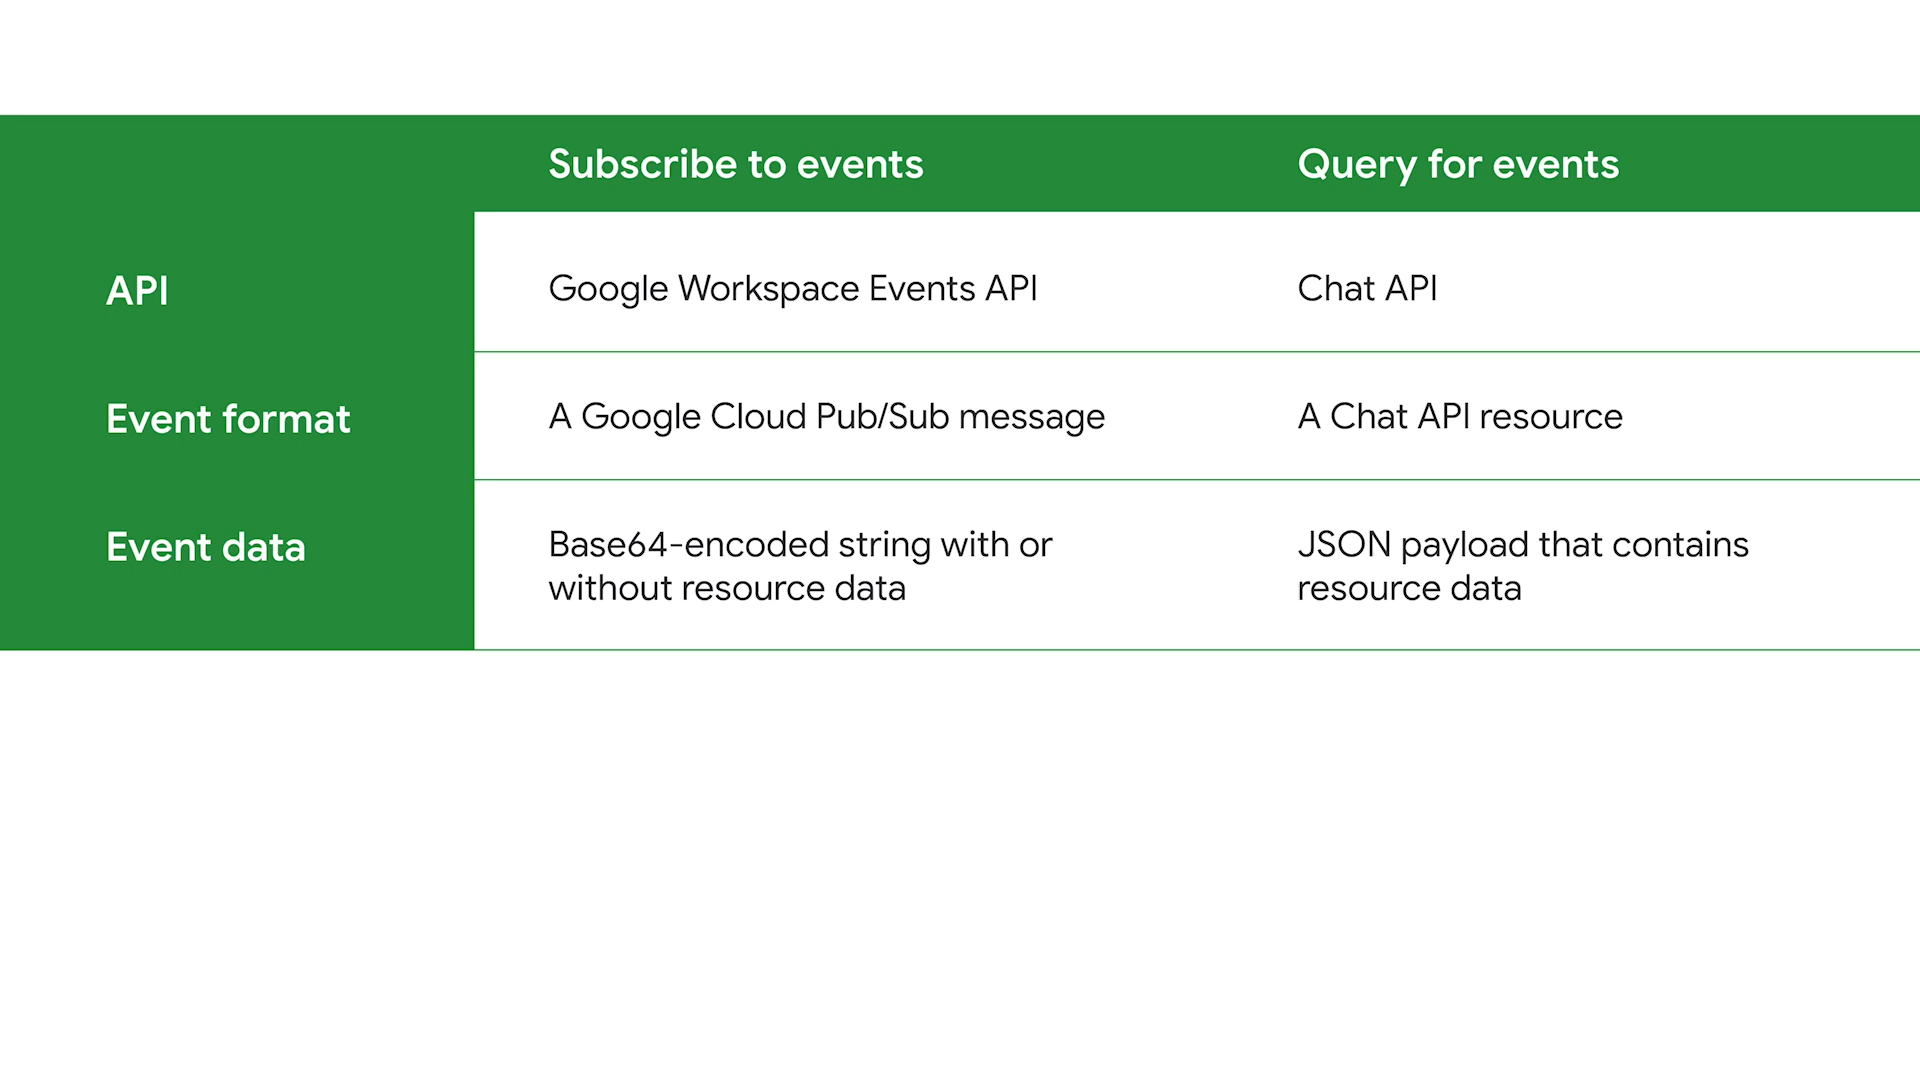 Subscribe to events
Query for events
API
Google Workspace Events API
Chat API
Event format
A Google Cloud Pub/Sub message
A Chat API resource
Event data
Base64-encoded string with or
without resource data
JSON payload that contains
resource data